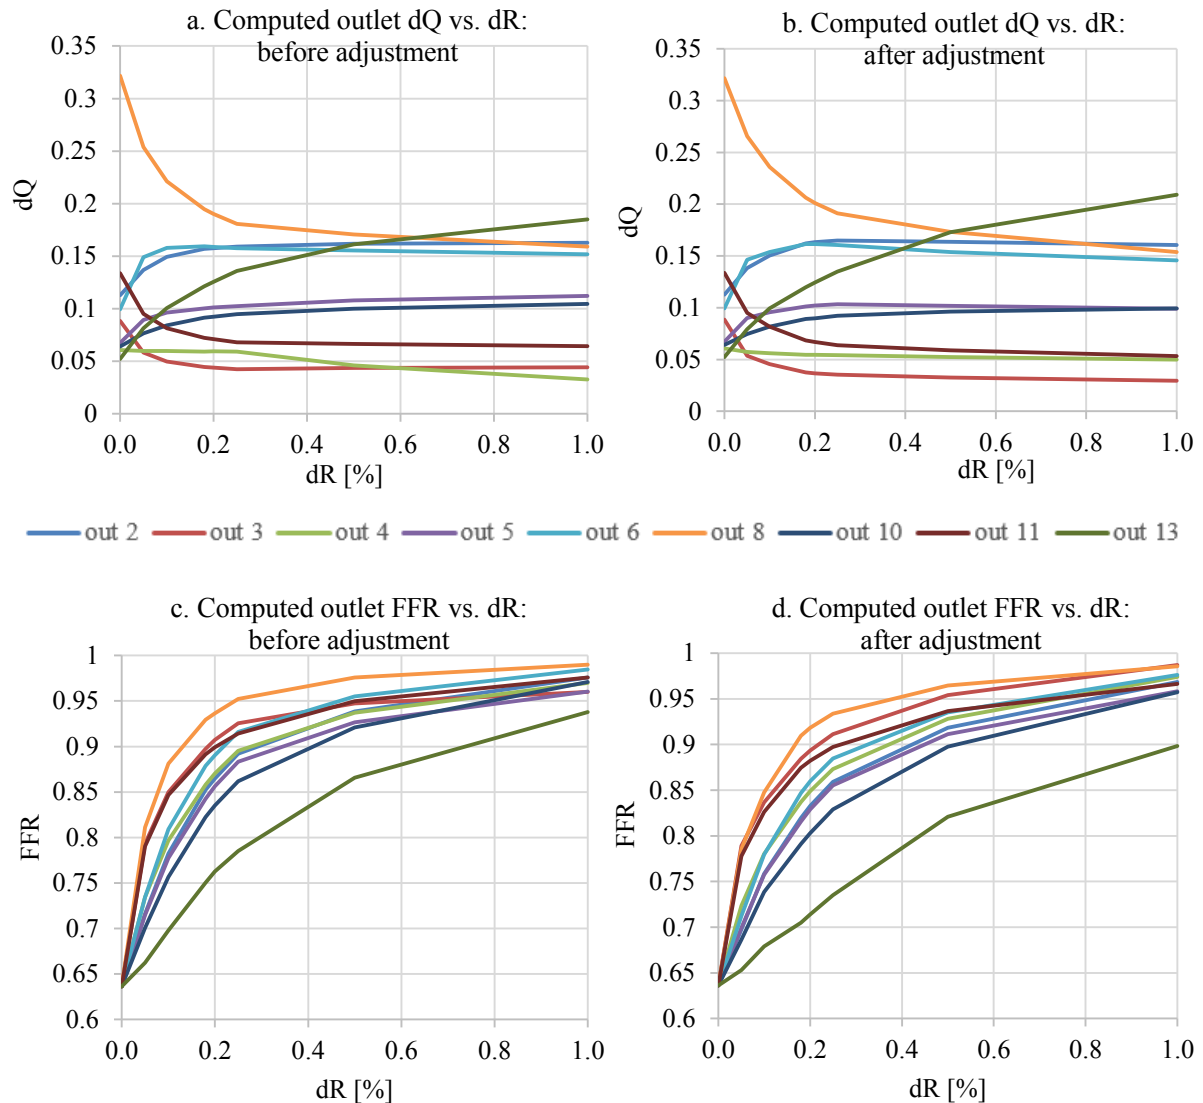 a. Computed outlet dQ vs. dR:
before adjustment
0.35
0.3
0.25
0.2
0.15
0.1
0.05
0
dQ
0.0 0.2 0.4 0.6 0.8 1.0
dR [%]
b. Computed outlet dQ vs. dR:
after adjustment
0.35
0.3
0.25
0.2
0.15
0.1
0.05
0
dQ
0.0 0.2 0.4 0.6 0.8 1.0
dR [%]
out 2 out 3 out 4 out 5 out 6 out 8 out 10 out 11 out 13
c. Computed outlet FFR vs. dR:
before adjustment
1
0.95
0.9
0.85
0.8
0.75
0.7
0.65
0.6
FFR
0.0 0.2 0.4 0.6 0.8 1.0
dR [%]
d. Computed outlet FFR vs. dR:
after adjustment
1
0.95
0.9
0.85
0.8
0.75
0.7
0.65
0.6
FFR
0.0 0.2 0.4 0.6 0.8 1.0
dR [%]